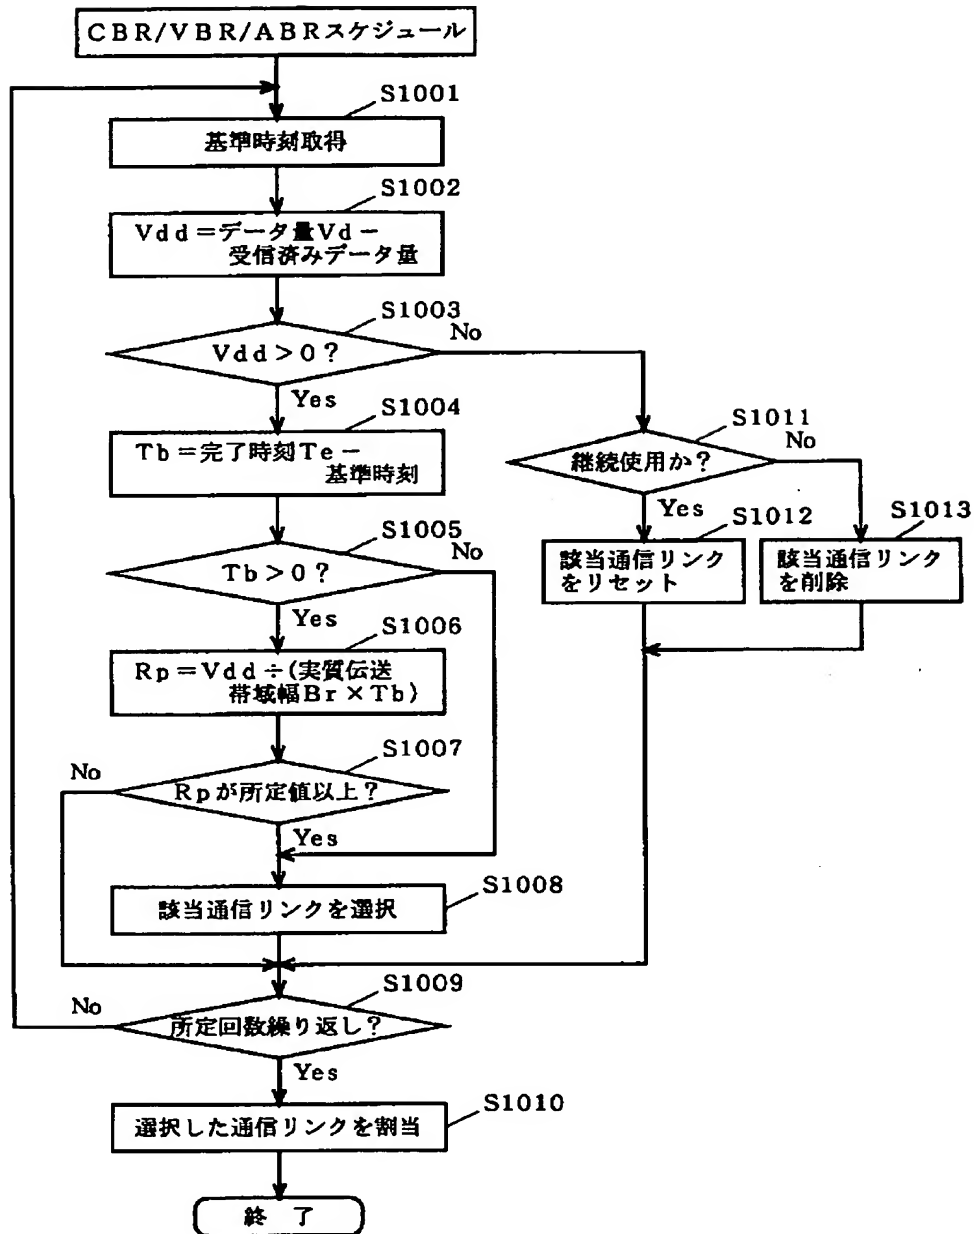 CBR/VBR/ABRスケジュール
S1001
基準時刻取得
S1002
Vdd=データ量Vd−
受信済みデータ量
S1003
Vdd>0?
No
Yes
S1004
Tb=完了時刻Te−
基準時刻
S1011
継続使用か?
No
Yes
S1005
Tb>0?
No
Yes
S1012
該当通信リンク
をリセット
S1013
該当通信リンク
を削除
S1006
Rp=Vdd÷(実質伝送
帯域幅Br×Tb)
S1007
Rpが所定値以上?
No
Yes
S1008
該当通信リンクを選択
S1009
所定回数繰り返し?
No
Yes
S1010
選択した通信リンクを割当
終 了